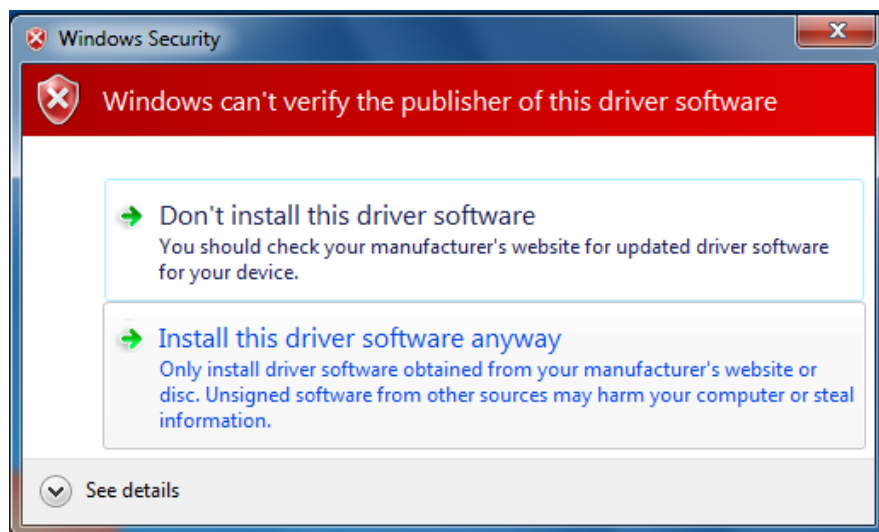 Windows Security
Windows can't verify the publisher of this driver software
Don't install this driver software
You should check your manufacturer's website for updated driver software
for your device.
Install this driver software anyway
Only install driver software obtained from your manufacturer's website or
disc. Unsigned software from other sources may harm your computer or steal
information.
See details